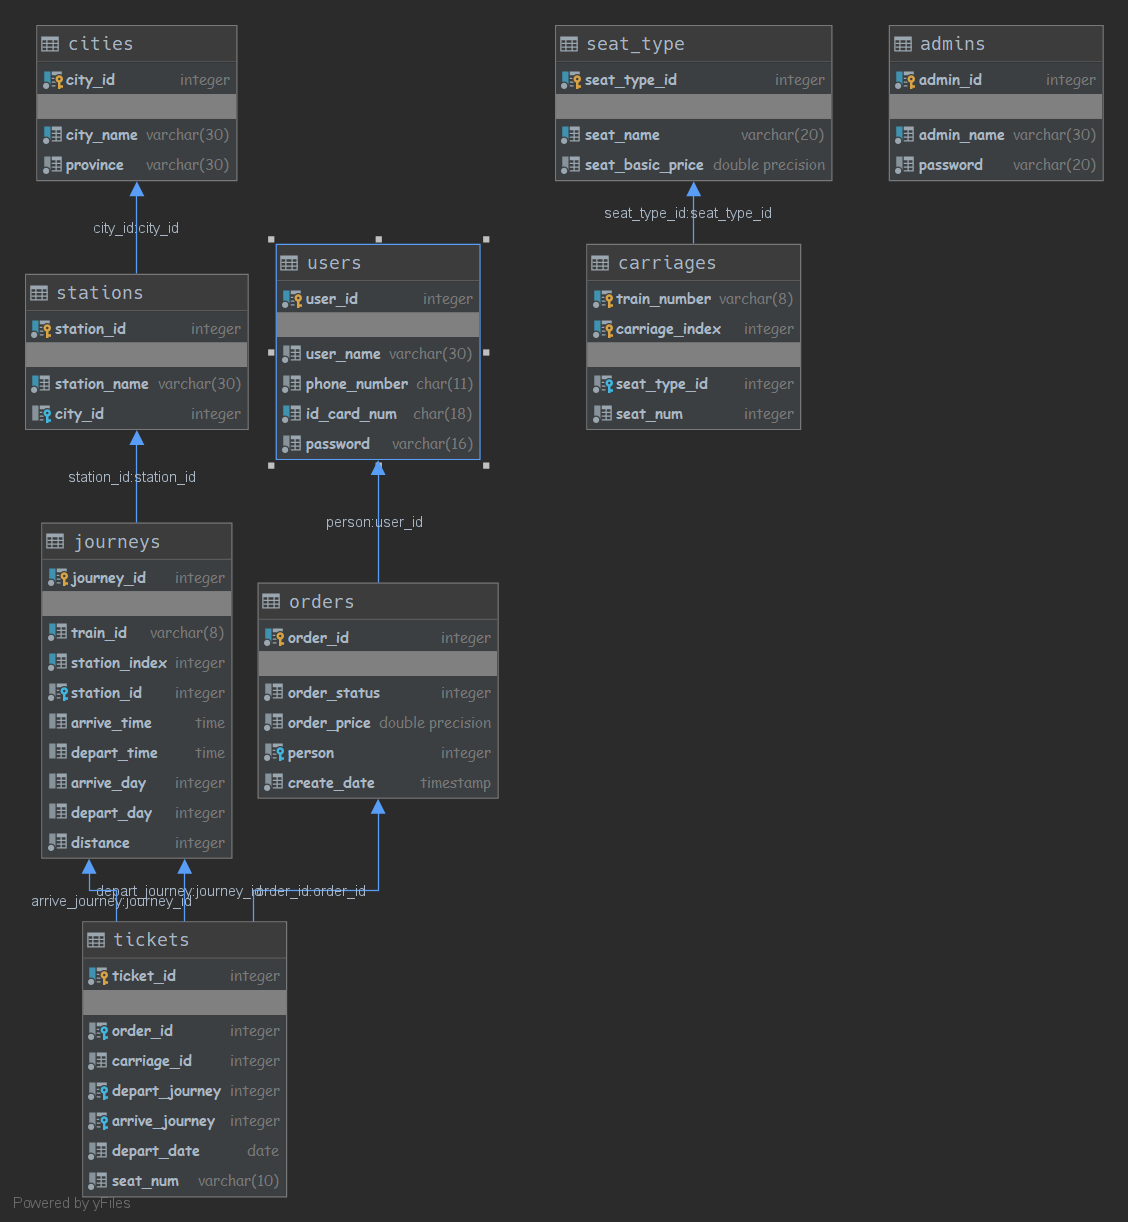 cities
city_id integer
city_name varchar(30)
province varchar(30)
city_id:city_id
stations
station_id integer
station_name varchar(30)
city_id integer
station_id:station_id
journeys
journey_id integer
train_id varchar(8)
station_index integer
station_id integer
arrive_time time
depart_time time
arrive_day integer
depart_day integer
distance integer
users
user_id integer
user_name varchar(30)
phone_number char(11)
id_card_num char(18)
password varchar(16)
person:user_id
orders
order_id integer
order_status integer
order_price double precision
person integer
create_date timestamp
depart_journey:journey_id
order_id:order_id
arrive_journey:journey_id
tickets
ticket_id integer
order_id integer
carriage_id integer
depart_journey integer
arrive_journey integer
depart_date date
seat_num varchar(10)
seat_type
seat_type_id integer
seat_name varchar(20)
seat_basic_price double precision
seat_type_id:seat_type_id
carriages
train_number varchar(8)
carriage_index integer
seat_type_id integer
seat_num integer
admins
admin_id integer
admin_name varchar(30)
password varchar(20)
Powered by yFiles